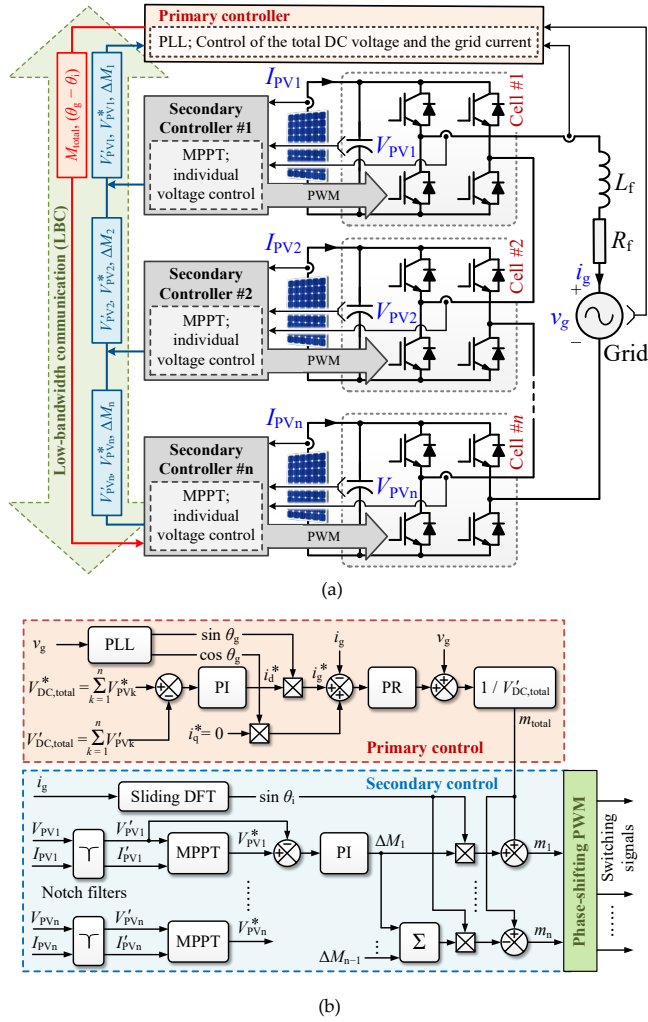 Primary controller
PLL; Control of the total DC voltage and the grid current
Low-bandwidth communication (LBC)
M_total, (θ_g − θ_i)
V'_PV1, V*_PV1, ΔM_1
V'_PV2, V*_PV2, ΔM_2
V'_PVn, V*_PVn, ΔM_n
Secondary
Controller #1
MPPT;
individual
voltage control
I_PV1
V_PV1
PWM
Cell #1
Secondary
Controller #2
MPPT;
individual
voltage control
I_PV2
V_PV2
PWM
Cell #2
Secondary
Controller #n
MPPT;
individual
voltage control
I_PVn
V_PVn
PWM
Cell #n
L_f
R_f
i_g
+
v_g
−
Grid
(a)
v_g
PLL
sin θ_g
cos θ_g
V*_DC,total = Σ_{k=1}^{n} V*_PVk
V'_DC,total = Σ_{k=1}^{n} V'_PVk
+
−
PI
i_d*
i_q* = 0
i_g*
i_g
− + +
PR
v_g
+ +
1 / V'_DC,total
m_total
Primary control
Secondary control
i_g
Sliding DFT
sin θ_i
V_PV1
I_PV1
V'_PV1
I'_PV1
MPPT
V_PV1*
+ −
PI
ΔM_1
+ +
m_1
Notch filters
V_PVn
I_PVn
V'_PVn
I'_PVn
MPPT
V_PVn*
ΔM_n−1
Σ
+ −
m_n
Phase-shifting PWM
Switching
signals
(b)